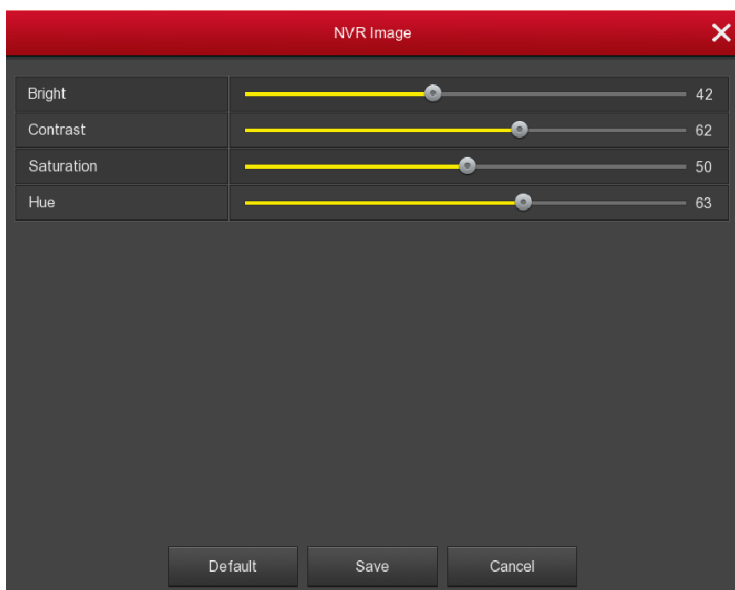 NVR Image
Bright 42
Contrast 62
Saturation 50
Hue 63
Default Save Cancel